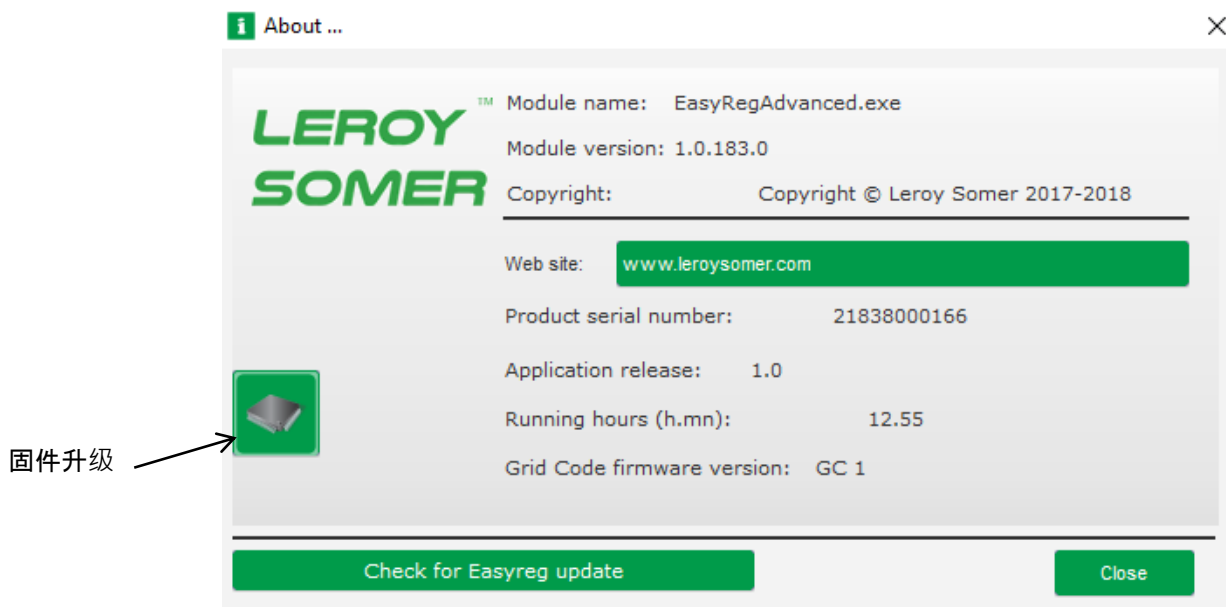 About ...
LEROY
SOMER
™
Module name: EasyRegAdvanced.exe
Module version: 1.0.183.0
Copyright: Copyright © Leroy Somer 2017-2018
Web site: www.leroysomer.com
Product serial number: 21838000166
Application release: 1.0
Running hours (h.mn): 12.55
固件升级
Grid Code firmware version: GC 1
Check for Easyreg update
Close